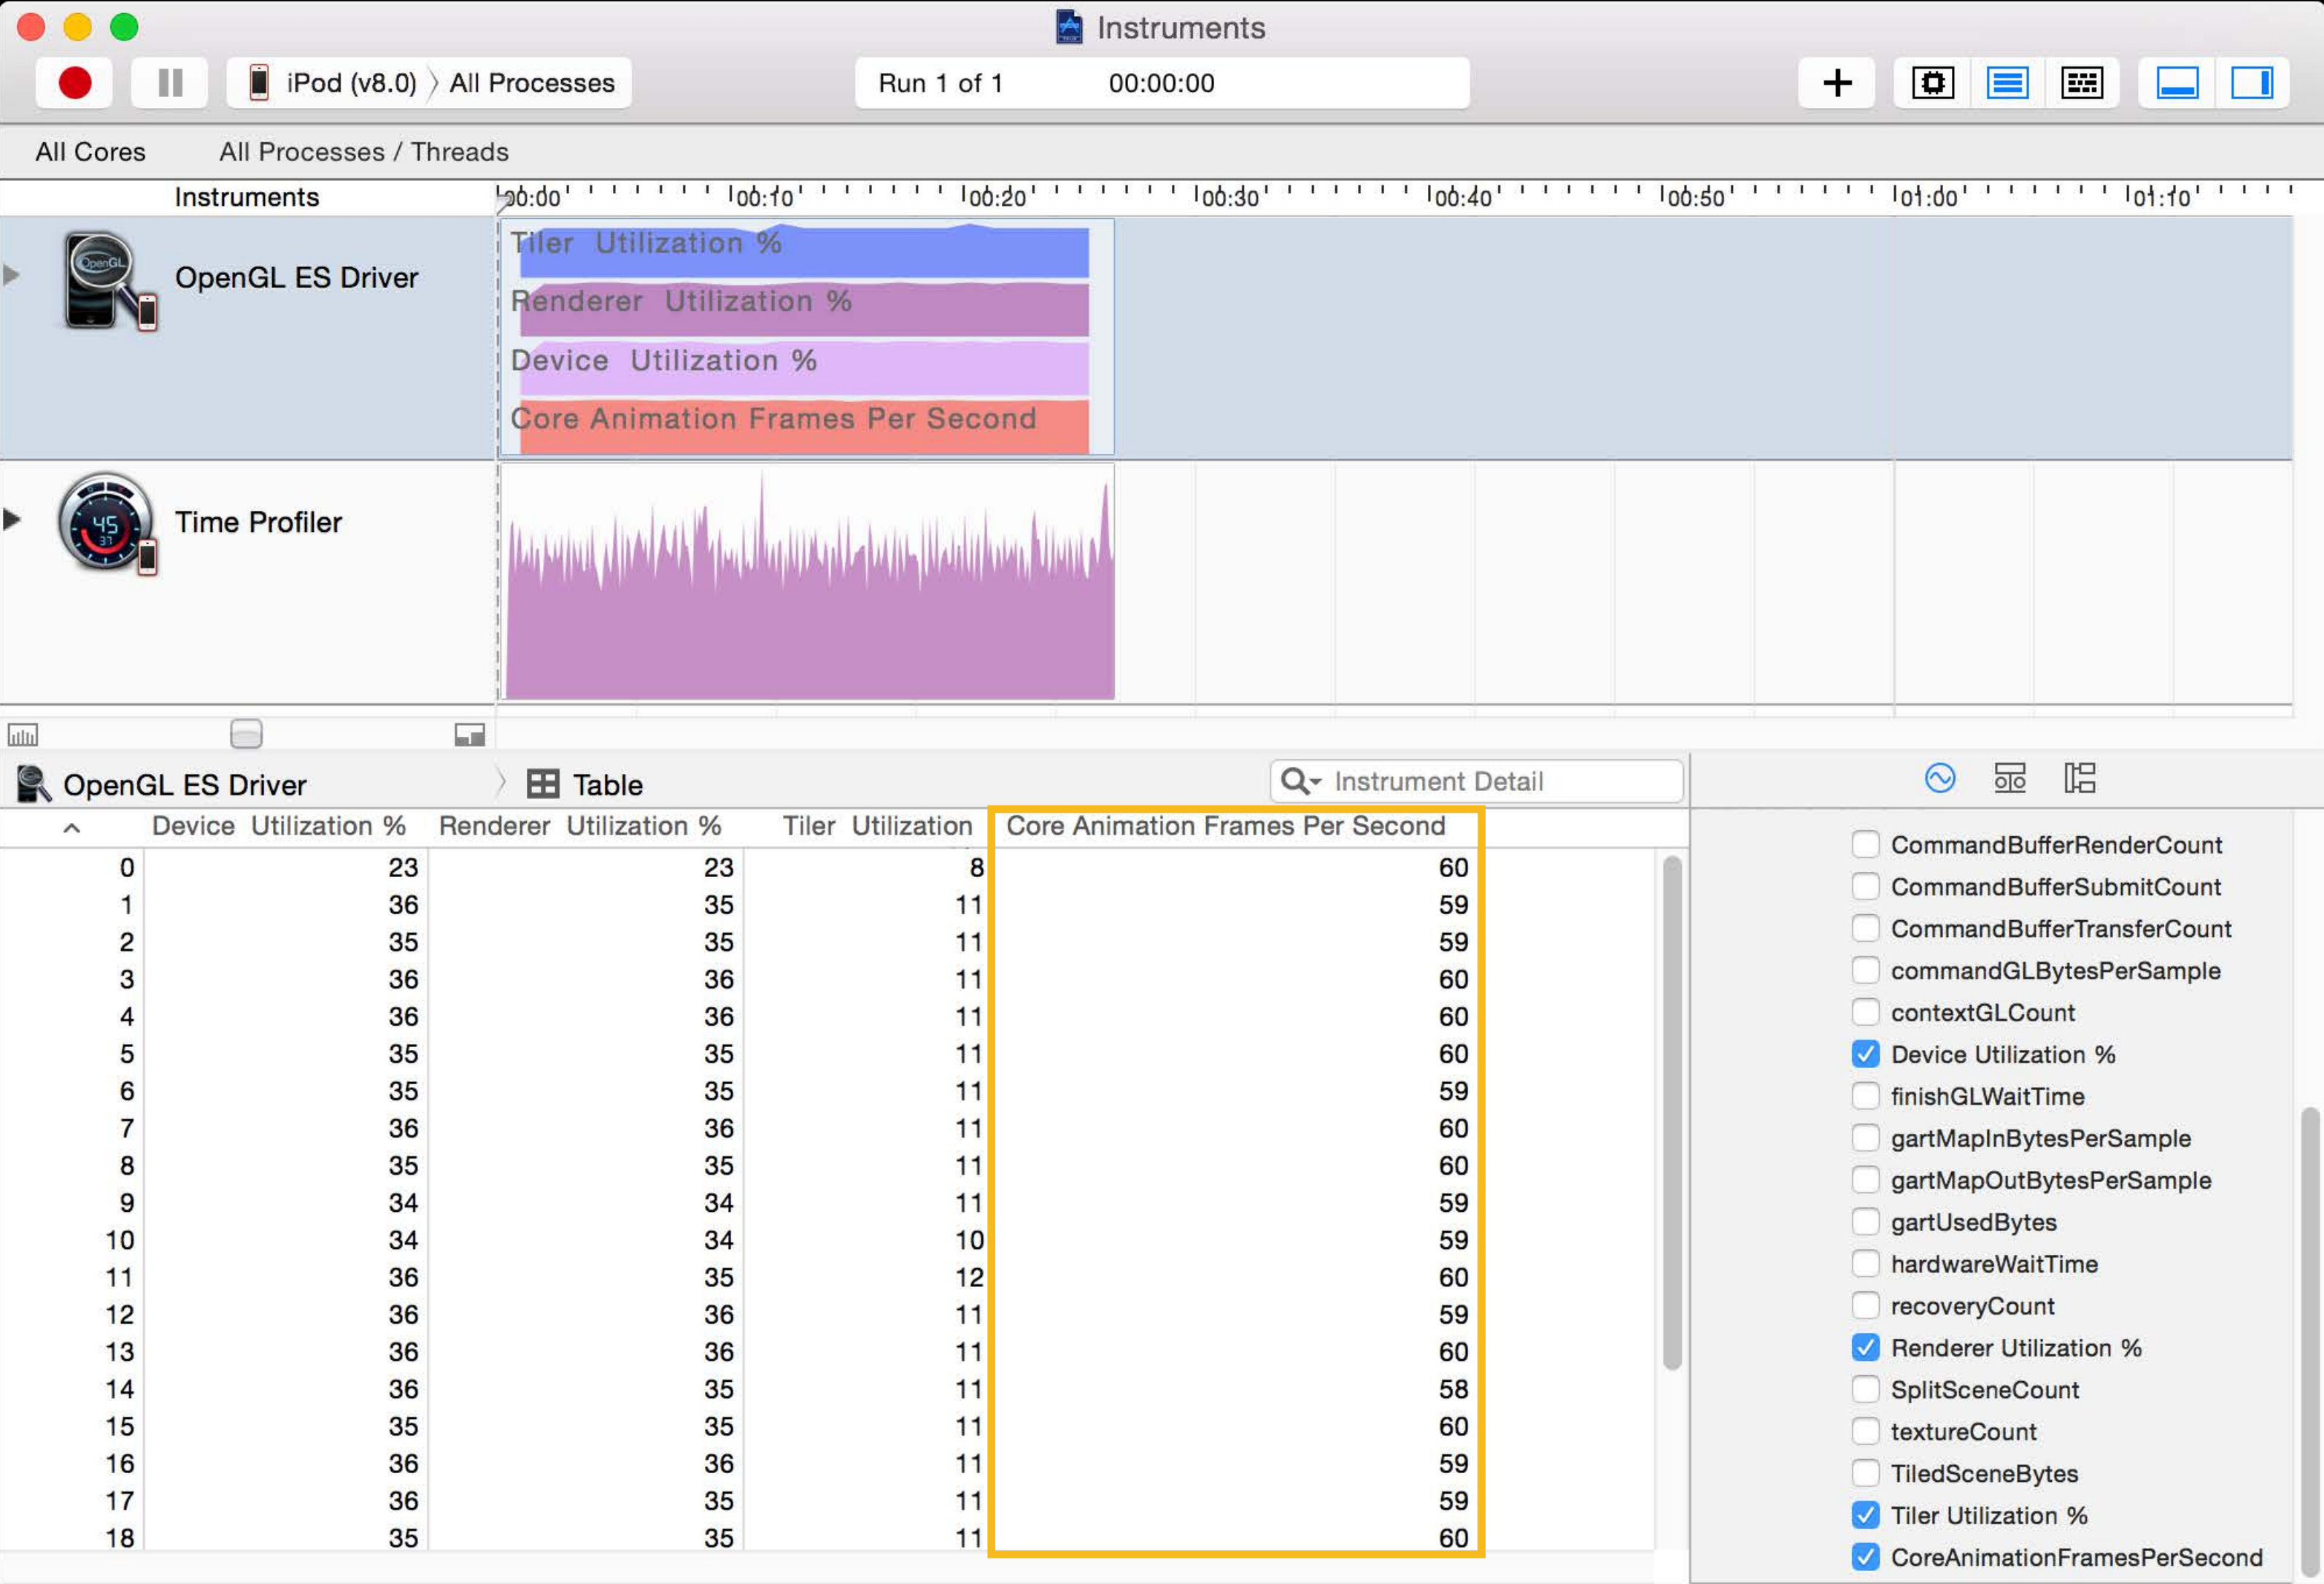 Instruments
iPod (v8.0) 〉 All Processes
Run 1 of 1 00:00:00
All Cores All Processes / Threads
Instruments 00:00 00:10 00:20 00:30 00:40 00:50 01:00 01:10
OpenGL
OpenGL ES Driver
Tiler Utilization %
Renderer Utilization %
Device Utilization %
Core Animation Frames Per Second
45
37
Time Profiler
OpenGL ES Driver 〉 Table
Instrument Detail
Device Utilization % Renderer Utilization % Tiler Utilization Core Animation Frames Per Second
0 23 23 8 60
1 36 35 11 59
2 35 35 11 59
3 36 36 11 60
4 36 36 11 60
5 35 35 11 60
6 35 35 11 59
7 36 36 11 60
8 35 35 11 60
9 34 34 11 59
10 34 34 10 59
11 36 35 12 60
12 36 36 11 59
13 36 36 11 60
14 36 35 11 58
15 35 35 11 60
16 36 36 11 59
17 36 35 11 59
18 35 35 11 60
CommandBufferRenderCount
CommandBufferSubmitCount
CommandBufferTransferCount
commandGLBytesPerSample
contextGLCount
Device Utilization %
finishGLWaitTime
gartMapInBytesPerSample
gartMapOutBytesPerSample
gartUsedBytes
hardwareWaitTime
recoveryCount
Renderer Utilization %
SplitSceneCount
textureCount
TiledSceneBytes
Tiler Utilization %
CoreAnimationFramesPerSecond